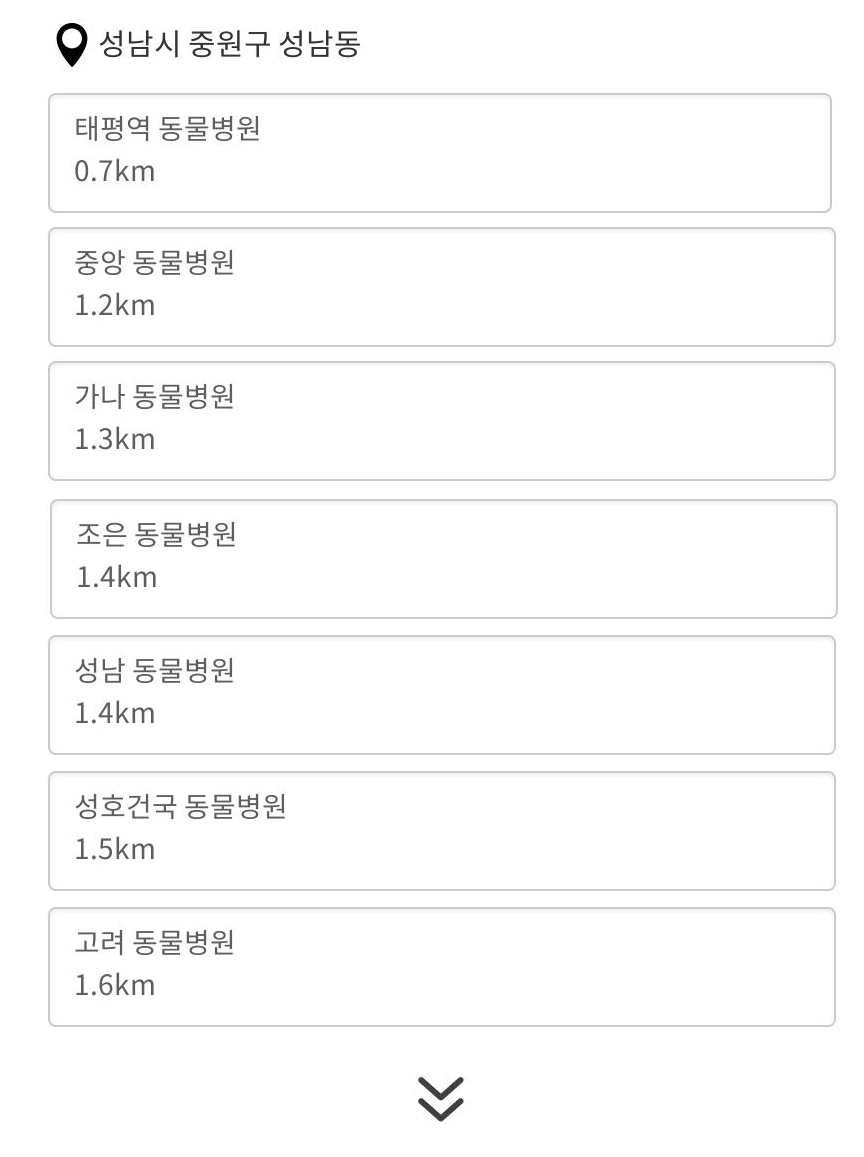 성남시 중원구 성남동
태평역 동물병원
0.7km
중앙 동물병원
1.2km
가나 동물병원
1.3km
조은 동물병원
1.4km
성남 동물병원
1.4km
성호건국 동물병원
1.5km
고려 동물병원
1.6km